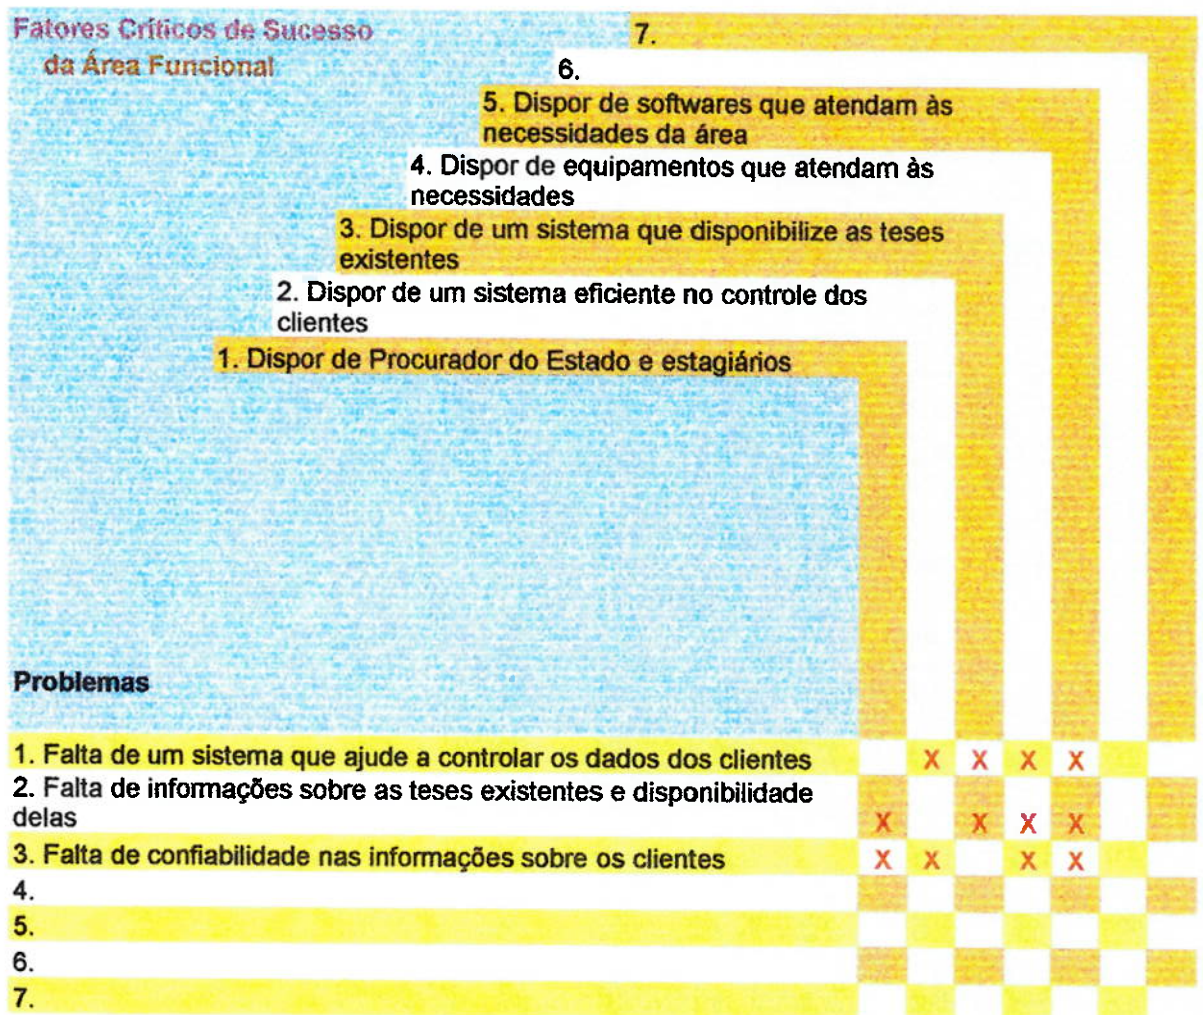 Fatores Críticos de Sucesso
da Área Funcional
7.
6.
5. Dispor de softwares que atendam às
necessidades da área
4. Dispor de equipamentos que atendam às
necessidades
3. Dispor de um sistema que disponibilize as teses
existentes
2. Dispor de um sistema eficiente no controle dos
clientes
1. Dispor de Procurador do Estado e estagiários
Problemas
1. Falta de um sistema que ajude a controlar os dados dos clientes X X X X
2. Falta de informações sobre as teses existentes e disponibilidade
delas X X X X
3. Falta de confiabilidade nas informações sobre os clientes X X X X
4.
5.
6.
7.